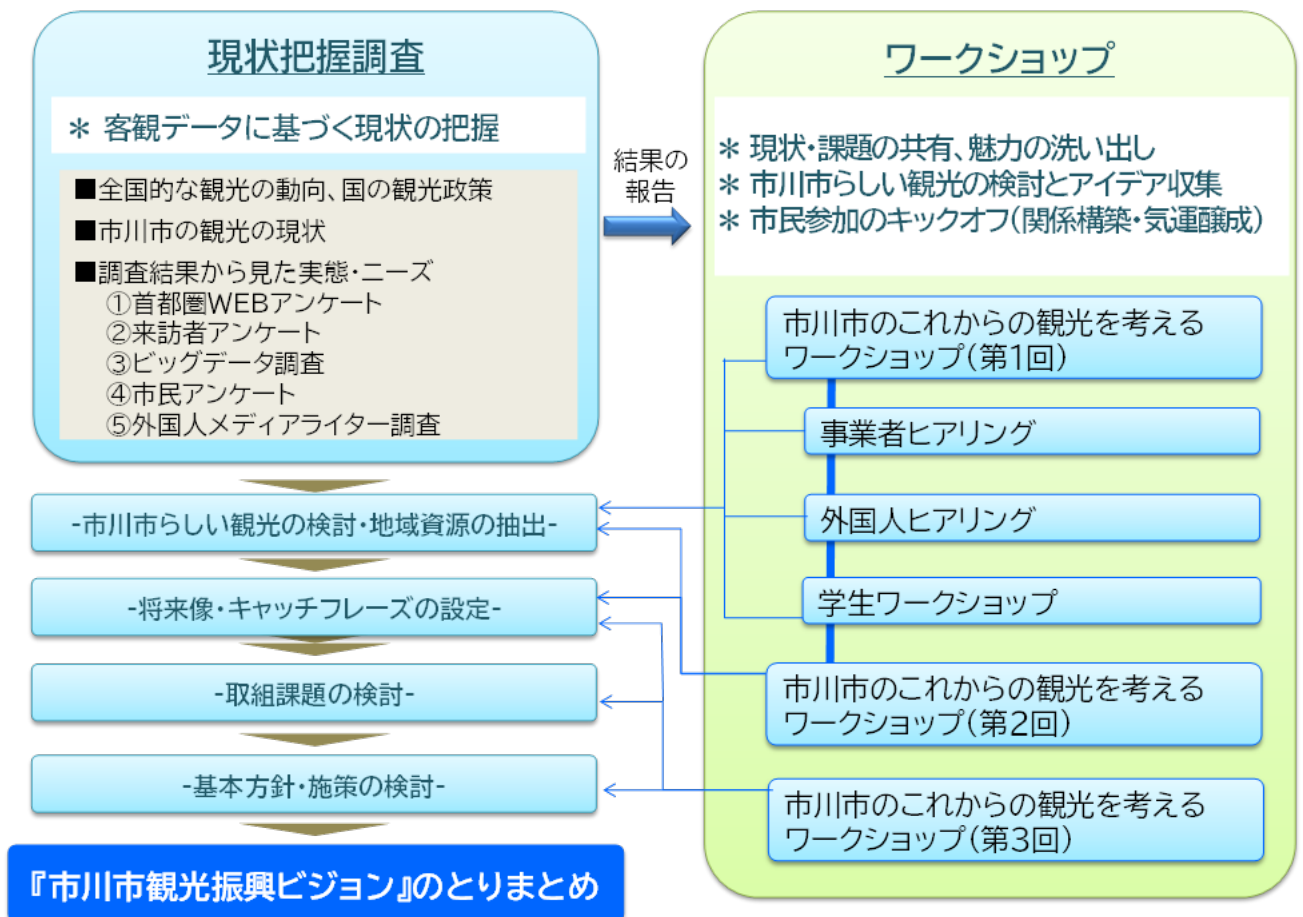 現状把握調査
＊ 客観データに基づく現状の把握
■全国的な観光の動向、国の観光政策
■市川市の観光の現状
■調査結果から見た実態・ニーズ
①首都圏WEBアンケート
②来訪者アンケート
③ビッグデータ調査
④市民アンケート
⑤外国人メディアライター調査
結果の
報告
ワークショップ
＊ 現状・課題の共有、魅力の洗い出し
＊ 市川市らしい観光の検討とアイデア収集
＊ 市民参加のキックオフ(関係構築・気運醸成)
市川市のこれからの観光を考える
ワークショップ(第1回)
事業者ヒアリング
外国人ヒアリング
学生ワークショップ
市川市のこれからの観光を考える
ワークショップ(第2回)
市川市のこれからの観光を考える
ワークショップ(第3回)
-市川市らしい観光の検討・地域資源の抽出-
-将来像・キャッチフレーズの設定-
-取組課題の検討-
-基本方針・施策の検討-
『市川市観光振興ビジョン』のとりまとめ